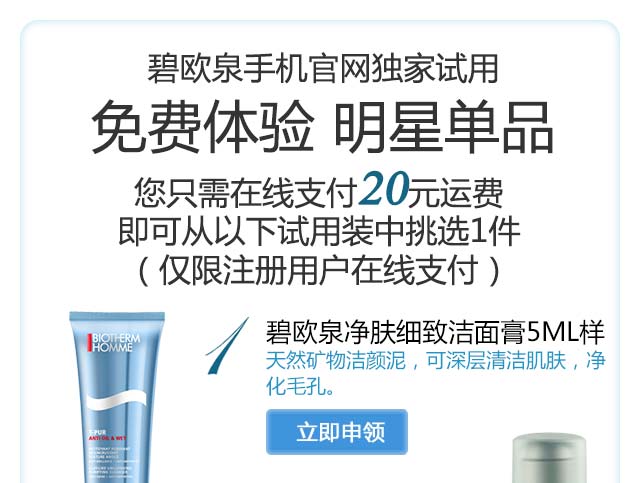 碧欧泉手机官网独家试用
免费体验 明星单品
您只需在线支付20元运费
即可从以下试用装中挑选1件
（仅限注册用户在线支付）
1
碧欧泉净肤细致洁面膏5ML样
天然矿物洁颜泥，可深层清洁肌肤，净
化毛孔。
立即申领
BIOTHERM
HOMME
T-PUR
ANTI OIL & WET